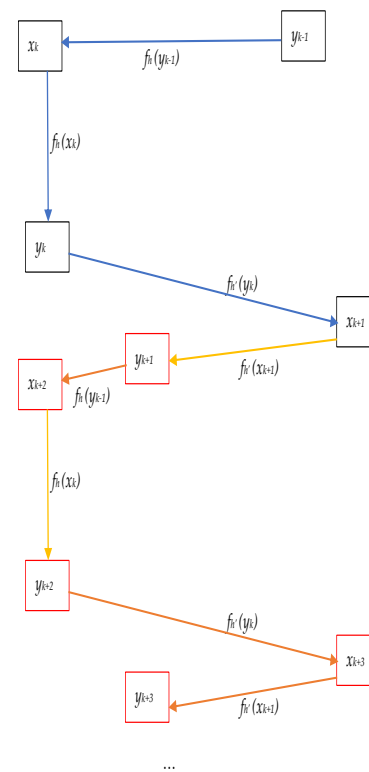 xk
yk-1
fh(yk-1)
fh(xk)
yk
fh'(yk)
xk+1
yk+1
fh'(xk+1)
xk+2
fh(yk-1)
fh(xk)
yk+2
fh'(yk)
xk+3
yk+3
fh'(xk+1)
...